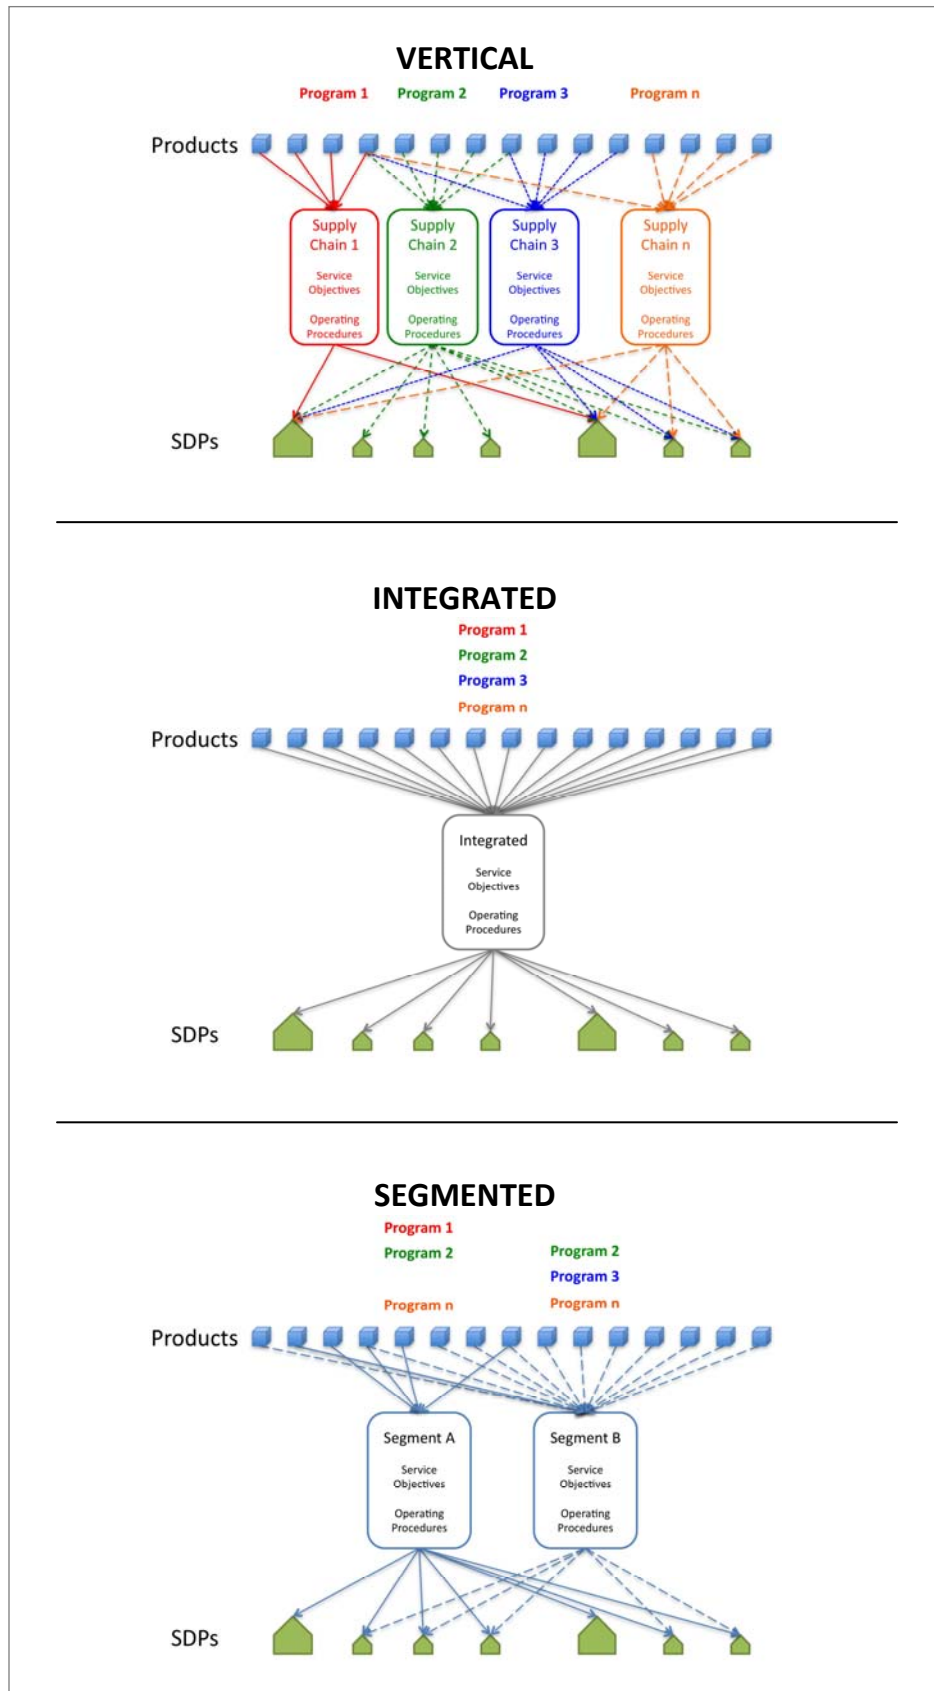 VERTICAL
Program 1 Program 2 Program 3 Program n
Products
Supply Chain 1
Service Objectives
Operating Procedures
Supply Chain 2
Service Objectives
Operating Procedures
Supply Chain 3
Service Objectives
Operating Procedures
Supply Chain n
Service Objectives
Operating Procedures
SDPs
INTEGRATED
Program 1
Program 2
Program 3
Program n
Products
Integrated
Service
Objectives
Operating
Procedures
SDPs
SEGMENTED
Program 1
Program 2
Program n
Program 2
Program 3
Program n
Products
Segment A
Service
Objectives
Operating
Procedures
Segment B
Service
Objectives
Operating
Procedures
SDPs